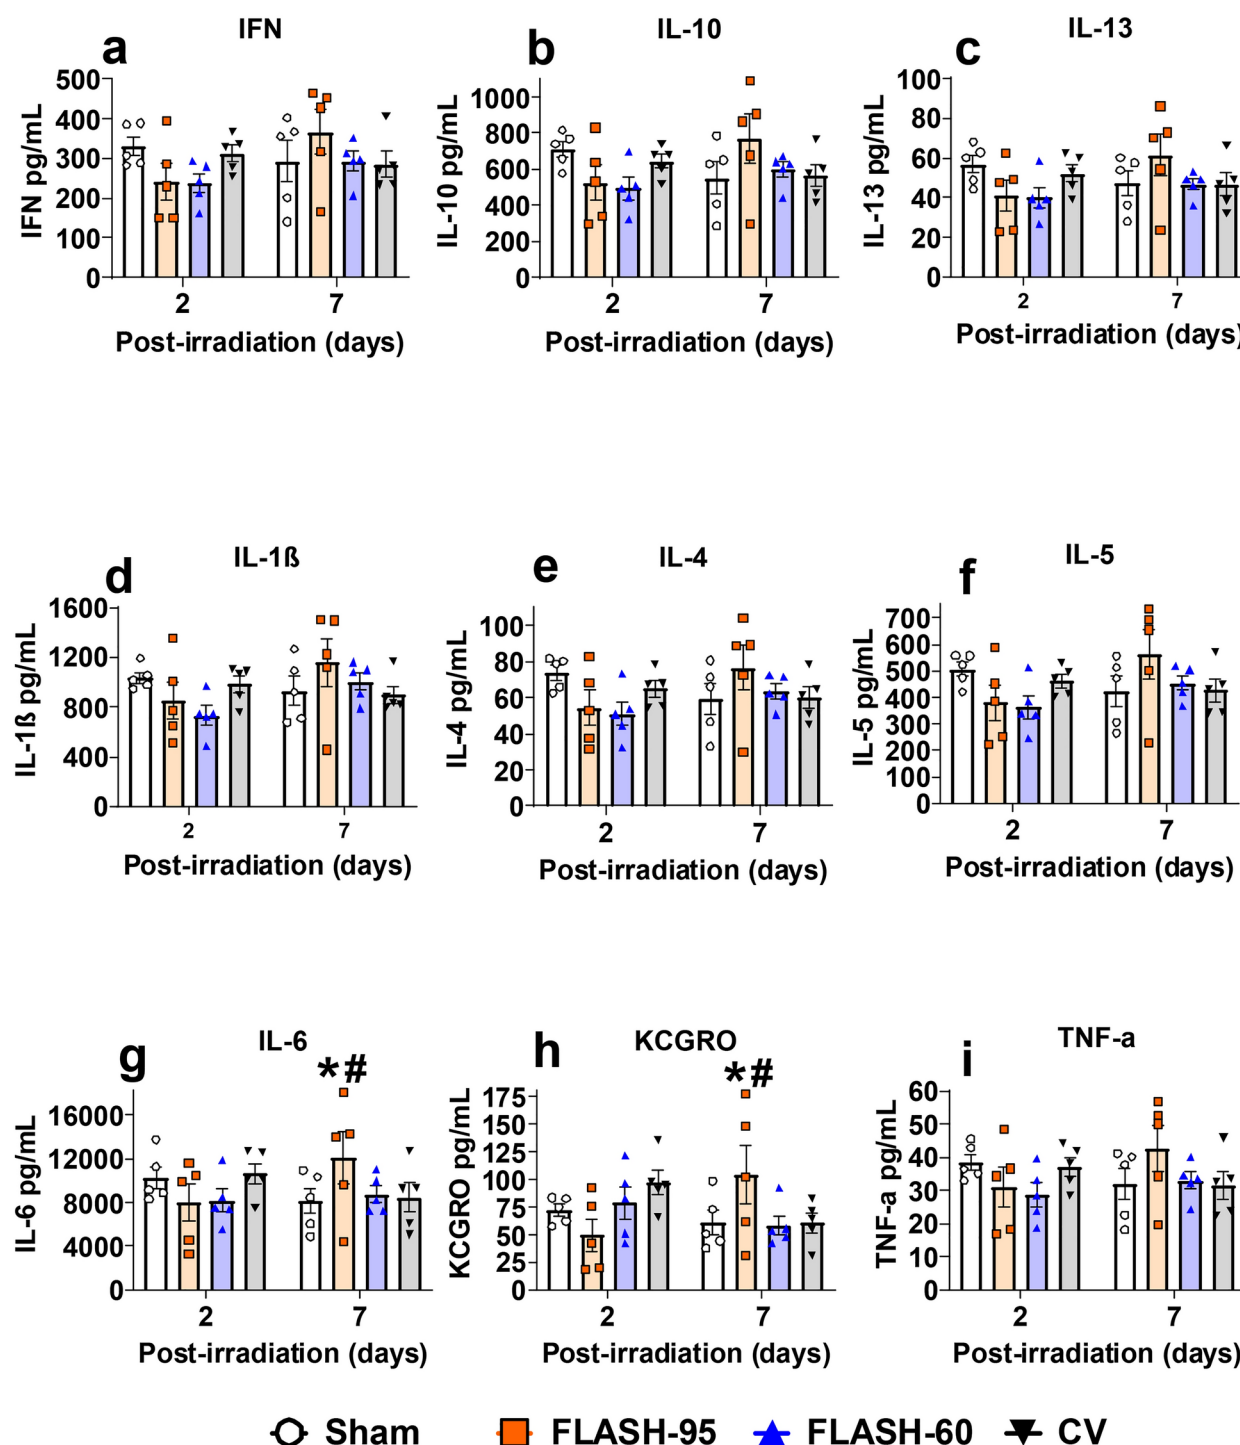 a IFN
IFN pg/mL
500
400
300
200
100
0
2 7
Post-irradiation (days)
b IL-10
IL-10 pg/mL
1000
800
600
400
200
0
2 7
Post-irradiation (days)
c IL-13
IL-13 pg/mL
100
80
60
40
20
0
2 7
Post-irradiation (days)
d IL-1ß
IL-1ß pg/mL
1600
1200
800
400
0
2 7
Post-irradiation (days)
e IL-4
IL-4 pg/mL
100
80
60
40
20
0
2 7
Post-irradiation (days)
f IL-5
IL-5 pg/mL
700
600
500
400
300
200
100
0
2 7
Post-irradiation (days)
g IL-6
*#
IL-6 pg/mL
16000
12000
8000
4000
0
2 7
Post-irradiation (days)
h KCGRO
*#
KCGRO pg/mL
175
150
125
100
75
50
25
0
2 7
Post-irradiation (days)
i TNF-a
TNF-a pg/mL
60
50
40
30
20
10
0
2 7
Post-irradiation (days)
Sham FLASH-95 FLASH-60 CV